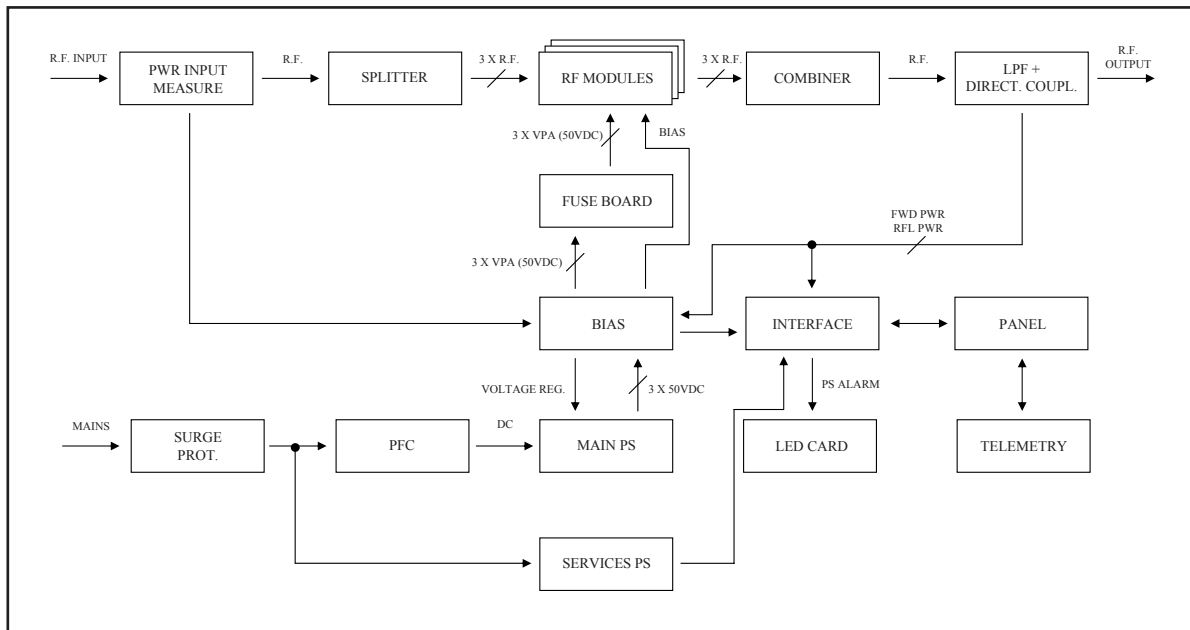 R.F. INPUT
PWR INPUT
MEASURE
R.F.
SPLITTER
3 X R.F.
RF MODULES
3 X R.F.
COMBINER
R.F.
LPF +
DIRECT. COUPL.
R.F.
OUTPUT
3 X VPA (50VDC)
BIAS
FUSE BOARD
FWD PWR
RFL PWR
3 X VPA (50VDC)
BIAS
INTERFACE
PANEL
VOLTAGE REG.
3 X 50VDC
PS ALARM
MAINS
SURGE
PROT.
PFC
DC
MAIN PS
LED CARD
TELEMETRY
SERVICES PS